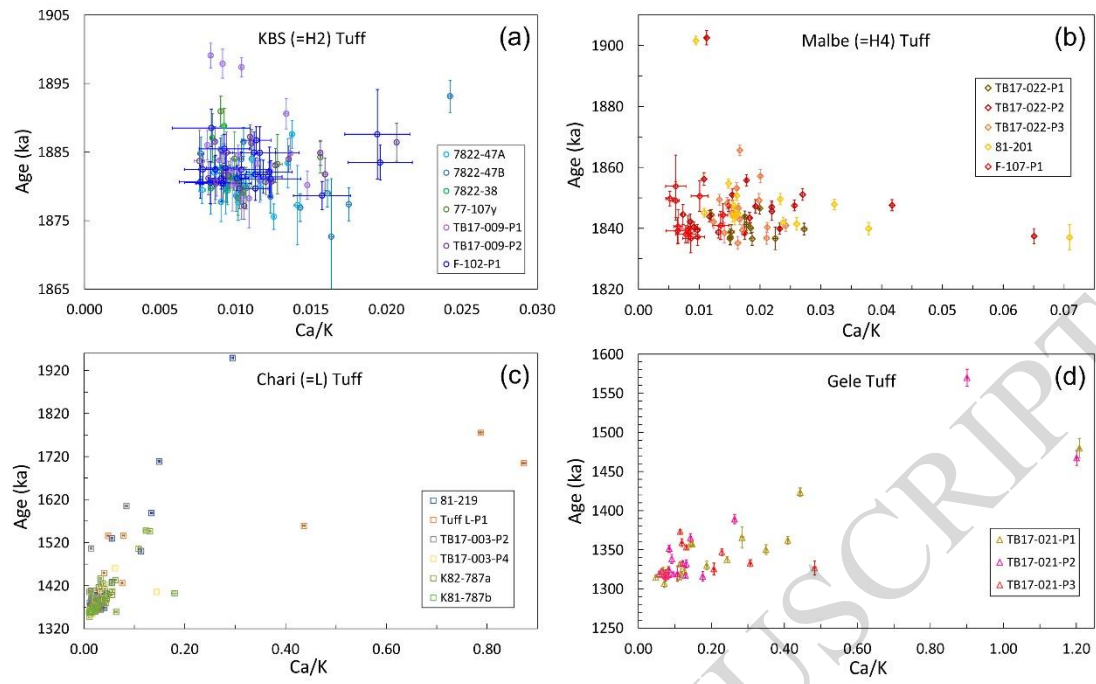 KBS (=H2) Tuff
(a)
Age (ka)
1905
1895
1885
1875
1865
7822-47A
7822-47B
7822-38
77-107y
TB17-009-P1
TB17-009-P2
F-102-P1
0.000 0.005 0.010 0.015 0.020 0.025 0.030
Ca/K
Malbe (=H4) Tuff
(b)
Age (ka)
1900
1880
1860
1840
1820
TB17-022-P1
TB17-022-P2
TB17-022-P3
81-201
F-107-P1
0.00 0.01 0.02 0.03 0.04 0.05 0.06 0.07
Ca/K
Chari (=L) Tuff
(c)
Age (ka)
1920
1820
1720
1620
1520
1420
1320
81-219
Tuff L-P1
TB17-003-P2
TB17-003-P4
K82-787a
K81-787b
0.00 0.20 0.40 0.60 0.80
Ca/K
Gele Tuff
(d)
Age (ka)
1600
1550
1500
1450
1400
1350
1300
1250
TB17-021-P1
TB17-021-P2
TB17-021-P3
0.00 0.20 0.40 0.60 0.80 1.00 1.20
Ca/K
USCRIPT